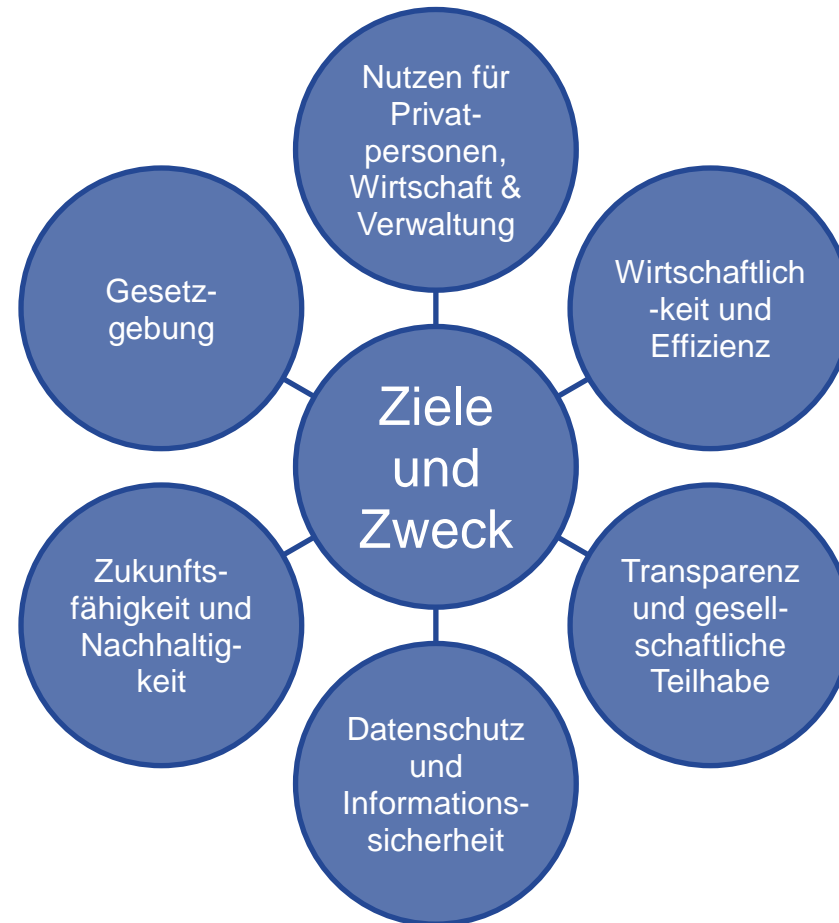 Nutzen für
Privat-
personen,
Wirtschaft &
Verwaltung
Wirtschaftlich
-keit und
Effizienz
Transparenz
und gesell-
schaftliche
Teilhabe
Datenschutz
und
Informations-
sicherheit
Zukunfts-
fähigkeit und
Nachhaltig-
keit
Gesetz-
gebung
Ziele
und
Zweck